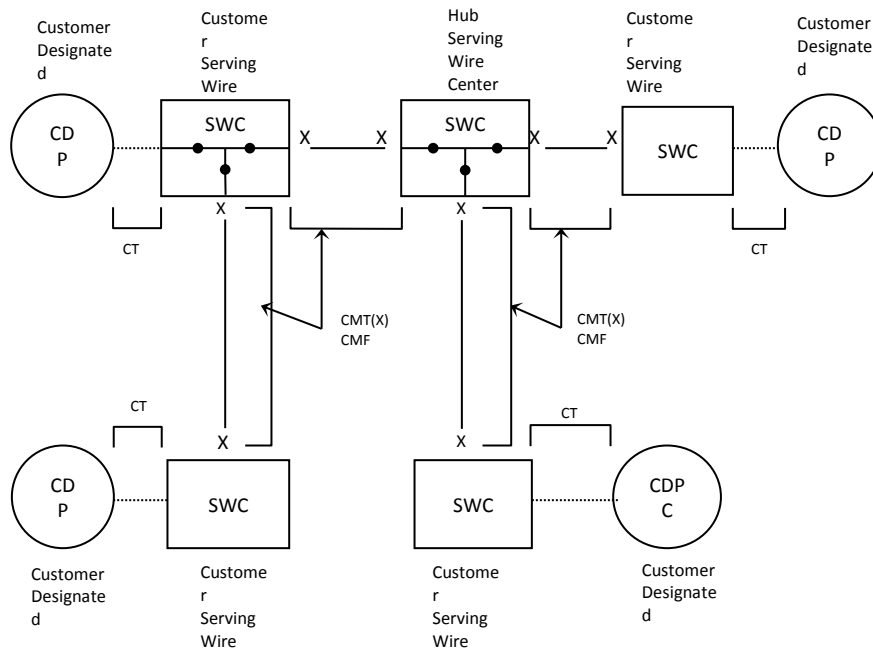 Customer
Designate
d
Custome
r
Serving
Wire
Hub
Serving
Wire
Center
Custome
r
Serving
Wire
Customer
Designate
d
CD
P
SWC
X
X
SWC
X
X
SWC
CD
P
X
X
CT
CT
CMT(X)
CMF
CMT(X)
CMF
CT
CT
X
X
CD
P
SWC
SWC
CDP
C
Customer
Designate
d
Custome
r
Serving
Wire
Custome
r
Serving
Wire
Customer
Designate
d